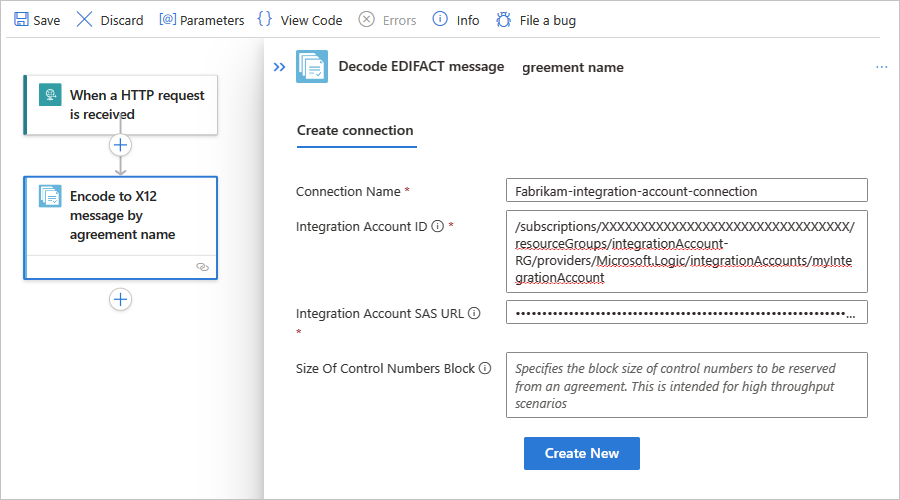 Save Discard Parameters View Code Errors Info File a bug
When a HTTP request
is received
Encode to X12
message by
agreement name
Decode EDIFACT message greement name
Create connection
Connection Name *
Fabrikam-integration-account-connection
Integration Account ID *
/subscriptions/XXXXXXXXXXXXXXXXXXXXXXXXXXXXXXXX/
resourceGroups/integrationAccount-
RG/providers/Microsoft.Logic/integrationAccounts/myInte
grationAccount
Integration Account SAS URL
*
••••••••••••••••••••••••••••••••••••••••••••••••••••••••••••••...
Size Of Control Numbers Block
Specifies the block size of control numbers to be reserved
from an agreement. This is intended for high throughput
scenarios
Create New